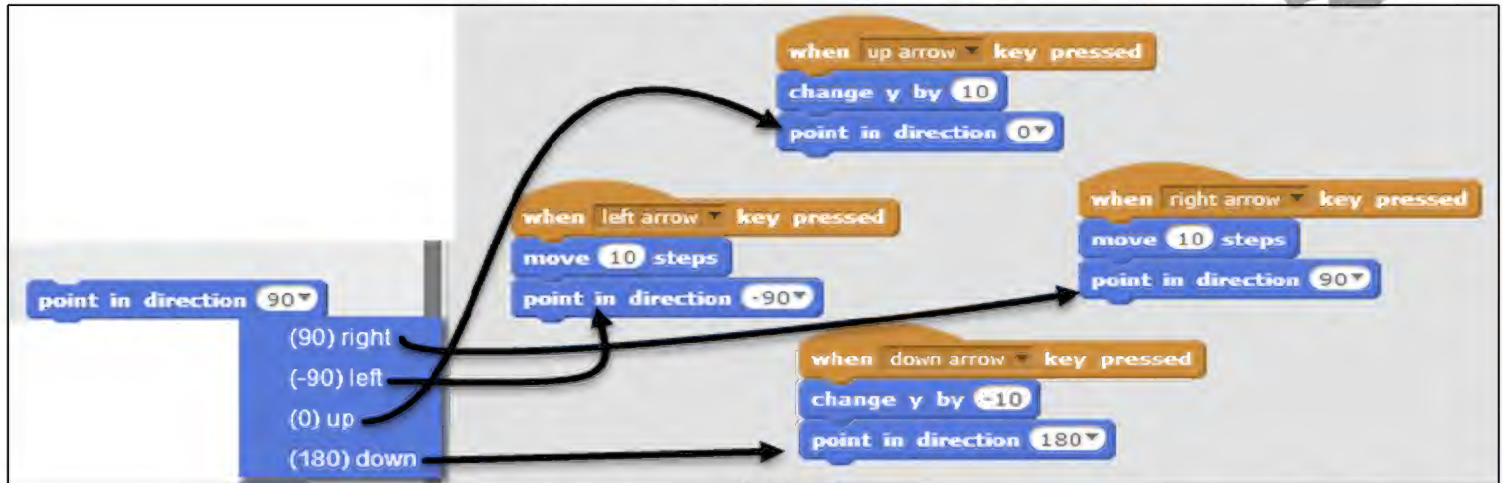 when up arrow key pressed
change y by 10
point in direction 0
when left arrow key pressed
move 10 steps
point in direction -90
when right arrow key pressed
move 10 steps
point in direction 90
point in direction 90
(90) right
(-90) left
(0) up
(180) down
when down arrow key pressed
change y by -10
point in direction 180